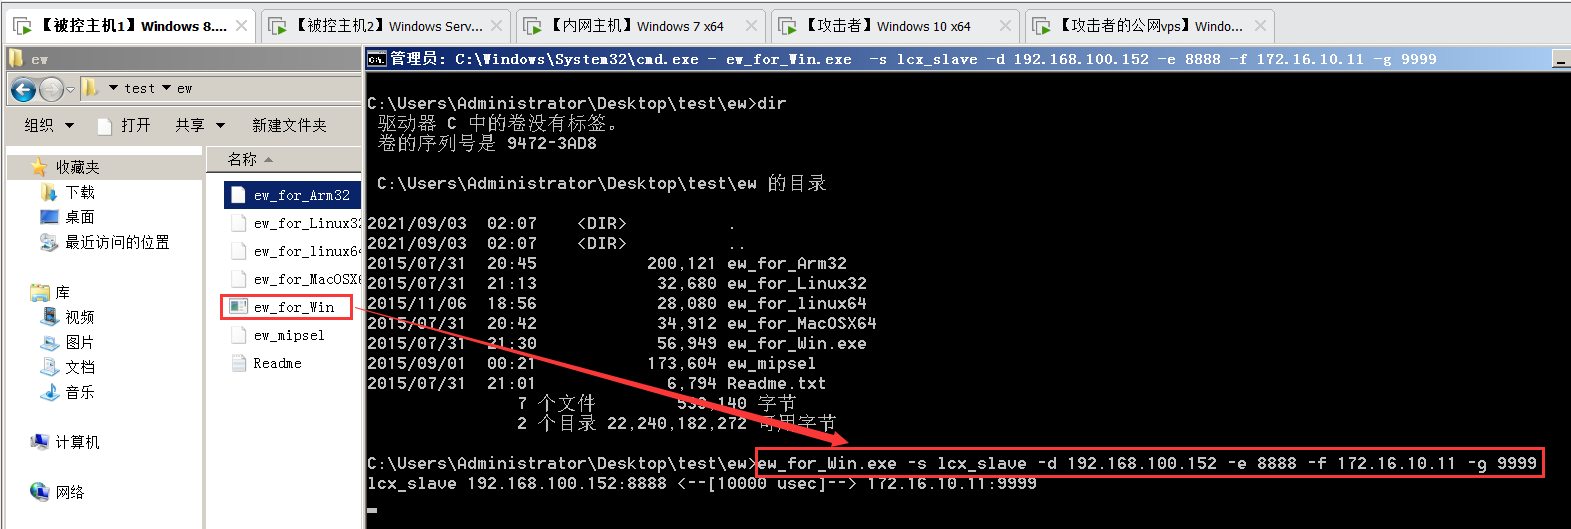 【被控主机1】Windows 8....
【被控主机2】Windows Serv...
【内网主机】Windows 7 x64
【攻击者】Windows 10 x64
【攻击者的公网vps】Windo...
ew
test ew
组织 打开 共享 新建文件夹
收藏夹
下载
桌面
最近访问的位置
库
视频
图片
文档
音乐
计算机
网络
名称
ew_for_Arm32
ew_for_Linux32
ew_for_linux64
ew_for_MacOSX6
ew_for_Win
ew_mipsel
Readme
管理员: C:\Windows\System32\cmd.exe - ew_for_Win.exe -s lcx_slave -d 192.168.100.152 -e 8888 -f 172.16.10.11 -g 9999
C:\Users\Administrator\Desktop\test\ew>dir
驱动器 C 中的卷没有标签。
卷的序列号是 9472-3AD8
C:\Users\Administrator\Desktop\test\ew 的目录
2021/09/03 02:07 <DIR> .
2021/09/03 02:07 <DIR> ..
2015/07/31 20:45 200,121 ew_for_Arm32
2015/07/31 21:13 32,680 ew_for_Linux32
2015/11/06 18:56 28,080 ew_for_linux64
2015/07/31 20:42 34,912 ew_for_MacOSX64
2015/07/31 21:30 56,949 ew_for_Win.exe
2015/09/01 00:21 173,604 ew_mipsel
2015/07/31 21:01 6,794 Readme.txt
7 个文件 533,140 字节
2 个目录 22,240,182,272 可用字节
C:\Users\Administrator\Desktop\test\ew>ew_for_Win.exe -s lcx_slave -d 192.168.100.152 -e 8888 -f 172.16.10.11 -g 9999
lcx_slave 192.168.100.152:8888 <--[10000 usec]--> 172.16.10.11:9999